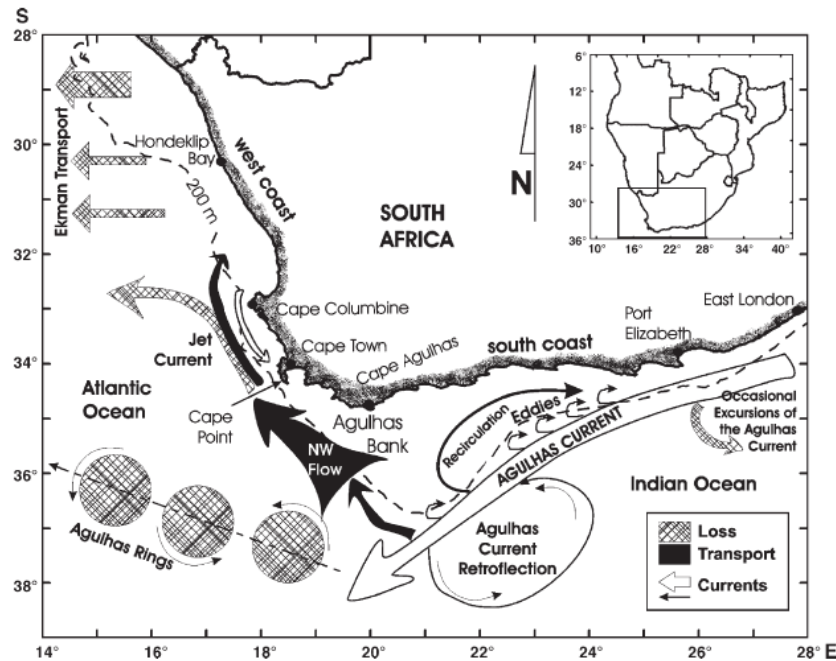 S
28°
30°
32°
34°
36°
38°
14°
16°
18°
20°
22°
24°
26°
28°
E
6°
12°
18°
24°
30°
36°
10°
16°
22°
28°
34°
40°
N
Ekman Transport
Hondeklip
Bay
west coast
200 m
SOUTH
AFRICA
Cape Columbine
Jet
Current
Cape Town
Cape Agulhas
south coast
Port
Elizabeth
East London
Atlantic
Ocean
Cape
Point
Agulhas
Bank
NW
Flow
Recirculation
Eddies
AGULHAS CURRENT
Occasional
Excursions of
the Agulhas
Current
Indian Ocean
Agulhas Rings
Agulhas
Current
Retroflection
Loss
Transport
Currents